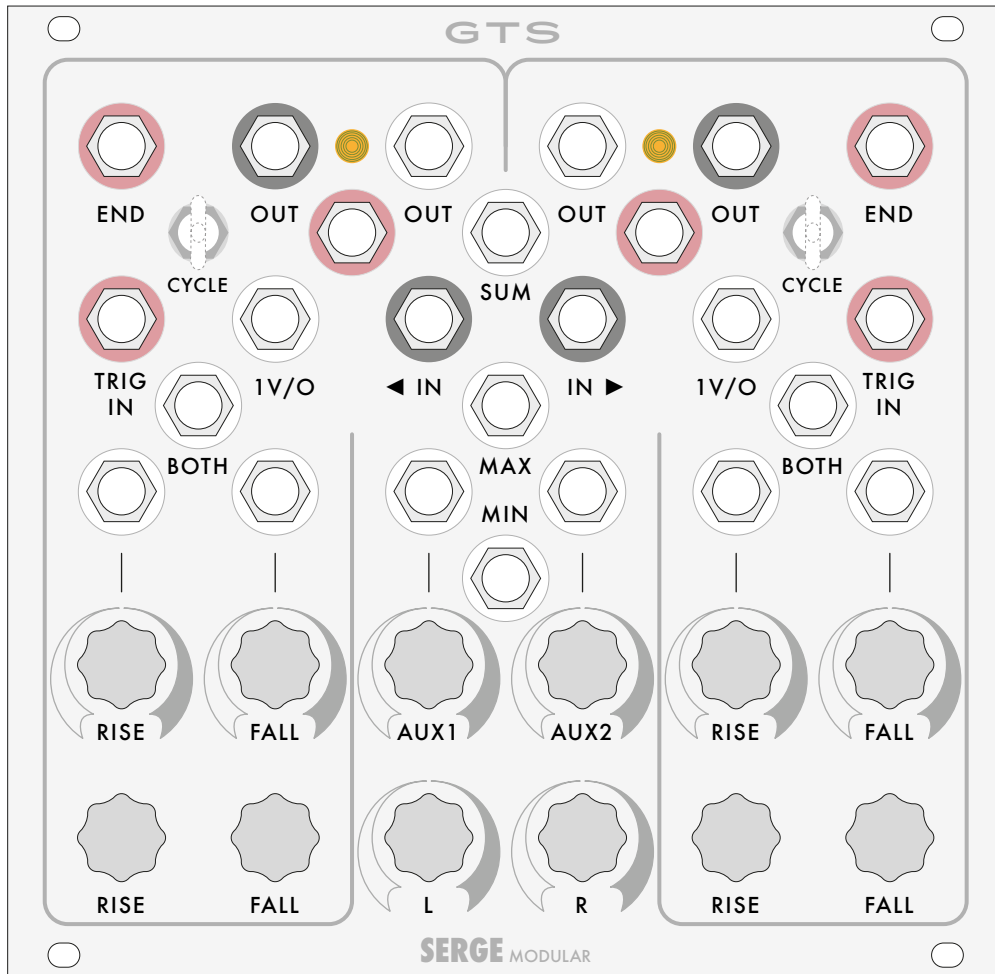 GTS
END OUT OUT OUT OUT END
CYCLE SUM CYCLE
TRIG IN 1V/O ◄ IN IN ► 1V/O TRIG IN
BOTH MAX BOTH
MIN
RISE FALL AUX1 AUX2 RISE FALL
RISE FALL L R RISE FALL
SERGE MODULAR